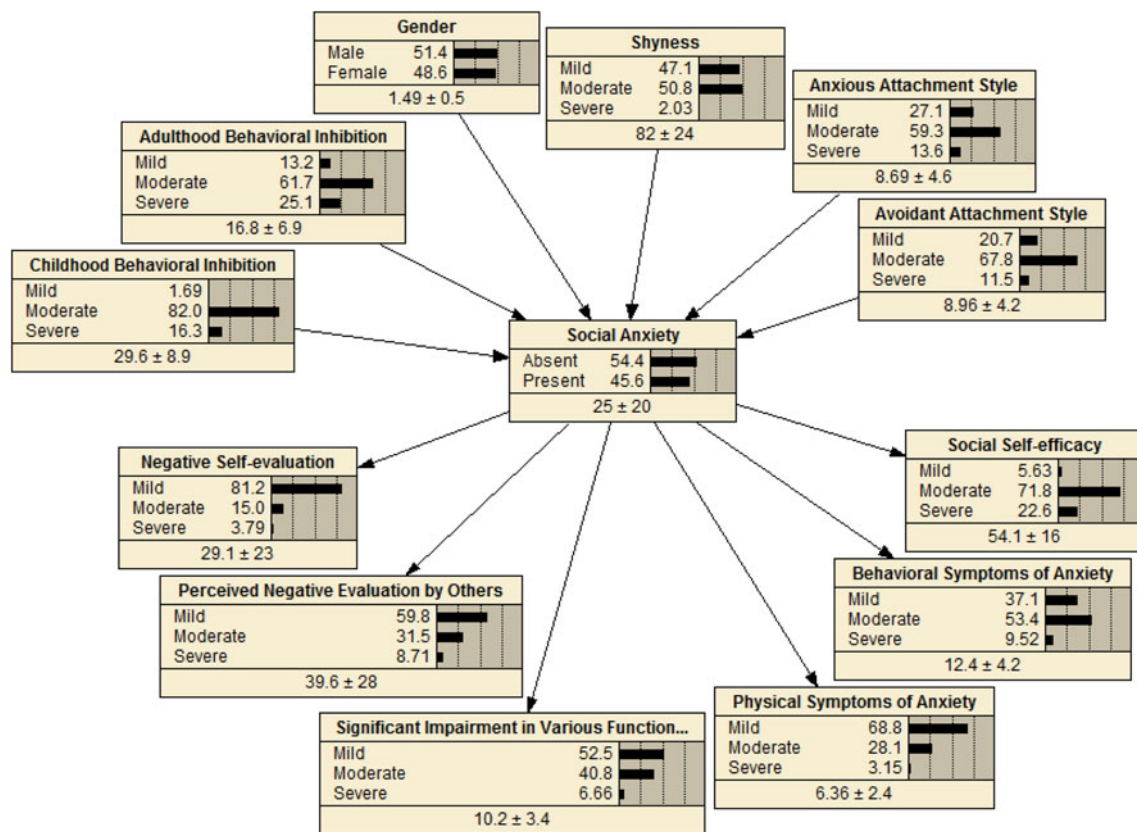 Gender
Male 51.4
Female 48.6
1.49 ± 0.5
Shyness
Mild 47.1
Moderate 50.8
Severe 2.03
82 ± 24
Anxious Attachment Style
Mild 27.1
Moderate 59.3
Severe 13.6
8.69 ± 4.6
Adulthood Behavioral Inhibition
Mild 13.2
Moderate 61.7
Severe 25.1
16.8 ± 6.9
Avoidant Attachment Style
Mild 20.7
Moderate 67.8
Severe 11.5
8.96 ± 4.2
Childhood Behavioral Inhibition
Mild 1.69
Moderate 82.0
Severe 16.3
29.6 ± 8.9
Social Anxiety
Absent 54.4
Present 45.6
25 ± 20
Negative Self-evaluation
Mild 81.2
Moderate 15.0
Severe 3.79
29.1 ± 23
Social Self-efficacy
Mild 5.63
Moderate 71.8
Severe 22.6
54.1 ± 16
Perceived Negative Evaluation by Others
Mild 59.8
Moderate 31.5
Severe 8.71
39.6 ± 28
Behavioral Symptoms of Anxiety
Mild 37.1
Moderate 53.4
Severe 9.52
12.4 ± 4.2
Significant Impairment in Various Function...
Mild 52.5
Moderate 40.8
Severe 6.66
10.2 ± 3.4
Physical Symptoms of Anxiety
Mild 68.8
Moderate 28.1
Severe 3.15
6.36 ± 2.4